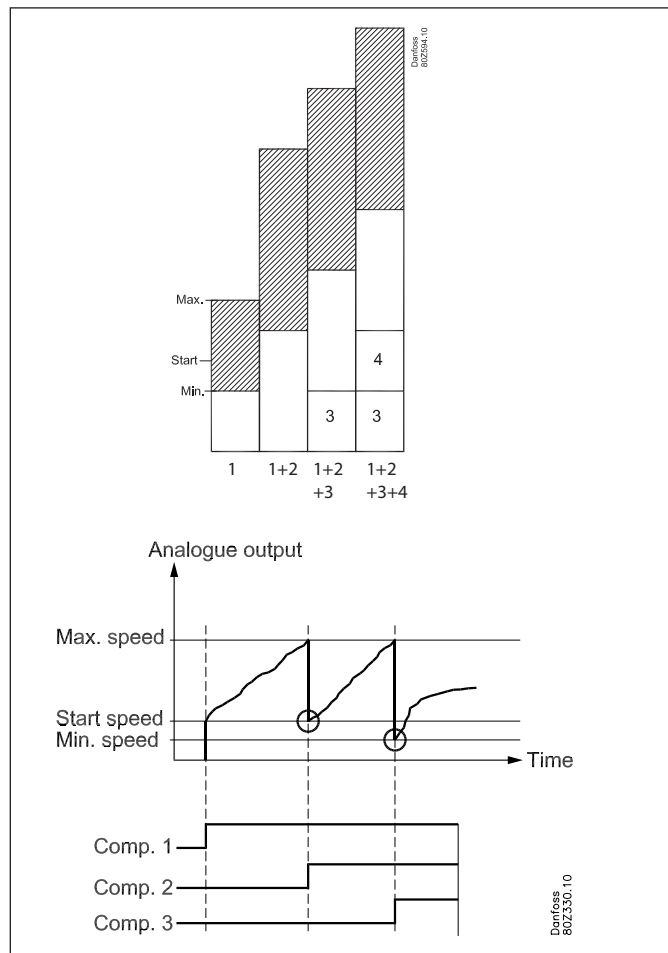 Danfoss
80Z594.10
Max.
Start
Min.
4
3
3
1
1+2
1+2
+3
1+2
+3+4
Analogue output
Max. speed
Start speed
Min. speed
Time
Comp. 1
Comp. 2
Comp. 3
Danfoss
80Z330.10